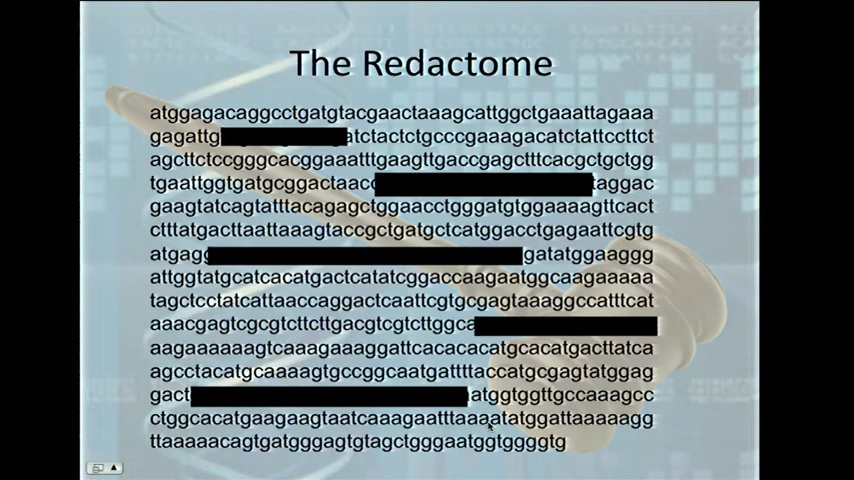 The Redactome
atggagacaggcctgatgtacgaactaaagcattggctgaaattagaaa
gagattg atctactctgcccgaaagacatctattccttct
agcttctccgggcacggaaatttgaagttgaccgagctttcacgctgctgg
tgaattggtgatgcggactaacc taggac
gaagtatcagtatttacagagctggaacctgggatgtggaaaagttcact
ctttatgacttaattaaagtaccgctgatgctcatggacctgagaattcgtg
atgagg gatatggaaggg
attggtatgcatcacatgactcatatcggaccaagaatggcaagaaaaa
tagctcctatcattaaccaggactcaattcgtgcgagtaaaggccatttcat
aaacgagtcgcgtcttcttgacgtcgtcttggca
aagaaaaaagtcaaagaaaggattcacacacatgcacatgacttatca
agcctacatgcaaaagtgccggcaatgattttaccatgcgagtatggag
gact atggtggttgccaaagcc
ctggcacatgaagaagtaatcaaagaatttaaaatatggattaaaaagg
ttaaaaacagtgatgggagtgtagctgggaatggtggggtg